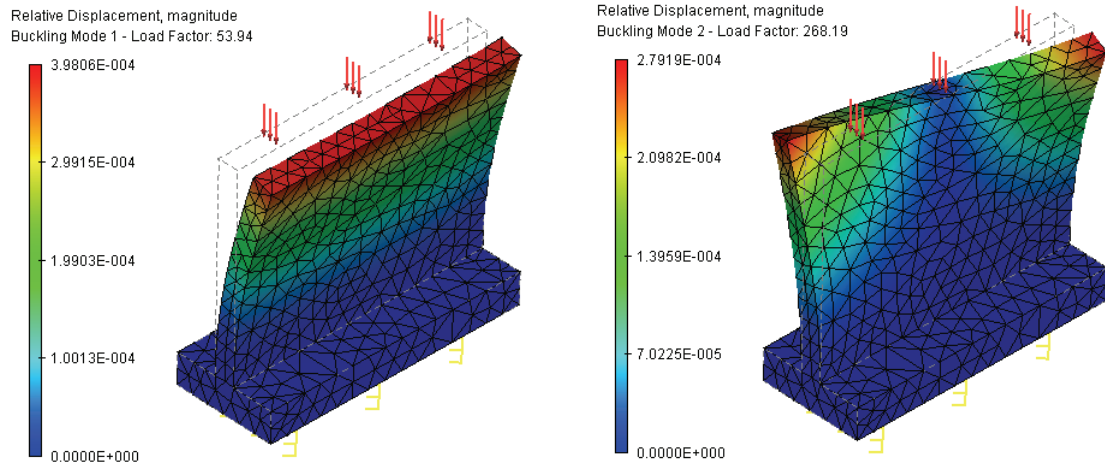 Relative Displacement, magnitude
Buckling Mode 1 - Load Factor: 53.94
3.9806E-004
2.9915E-004
1.9903E-004
1.0013E-004
0.0000E+000
Relative Displacement, magnitude
Buckling Mode 2 - Load Factor: 268.19
2.7919E-004
2.0982E-004
1.3959E-004
7.0225E-005
0.0000E+000